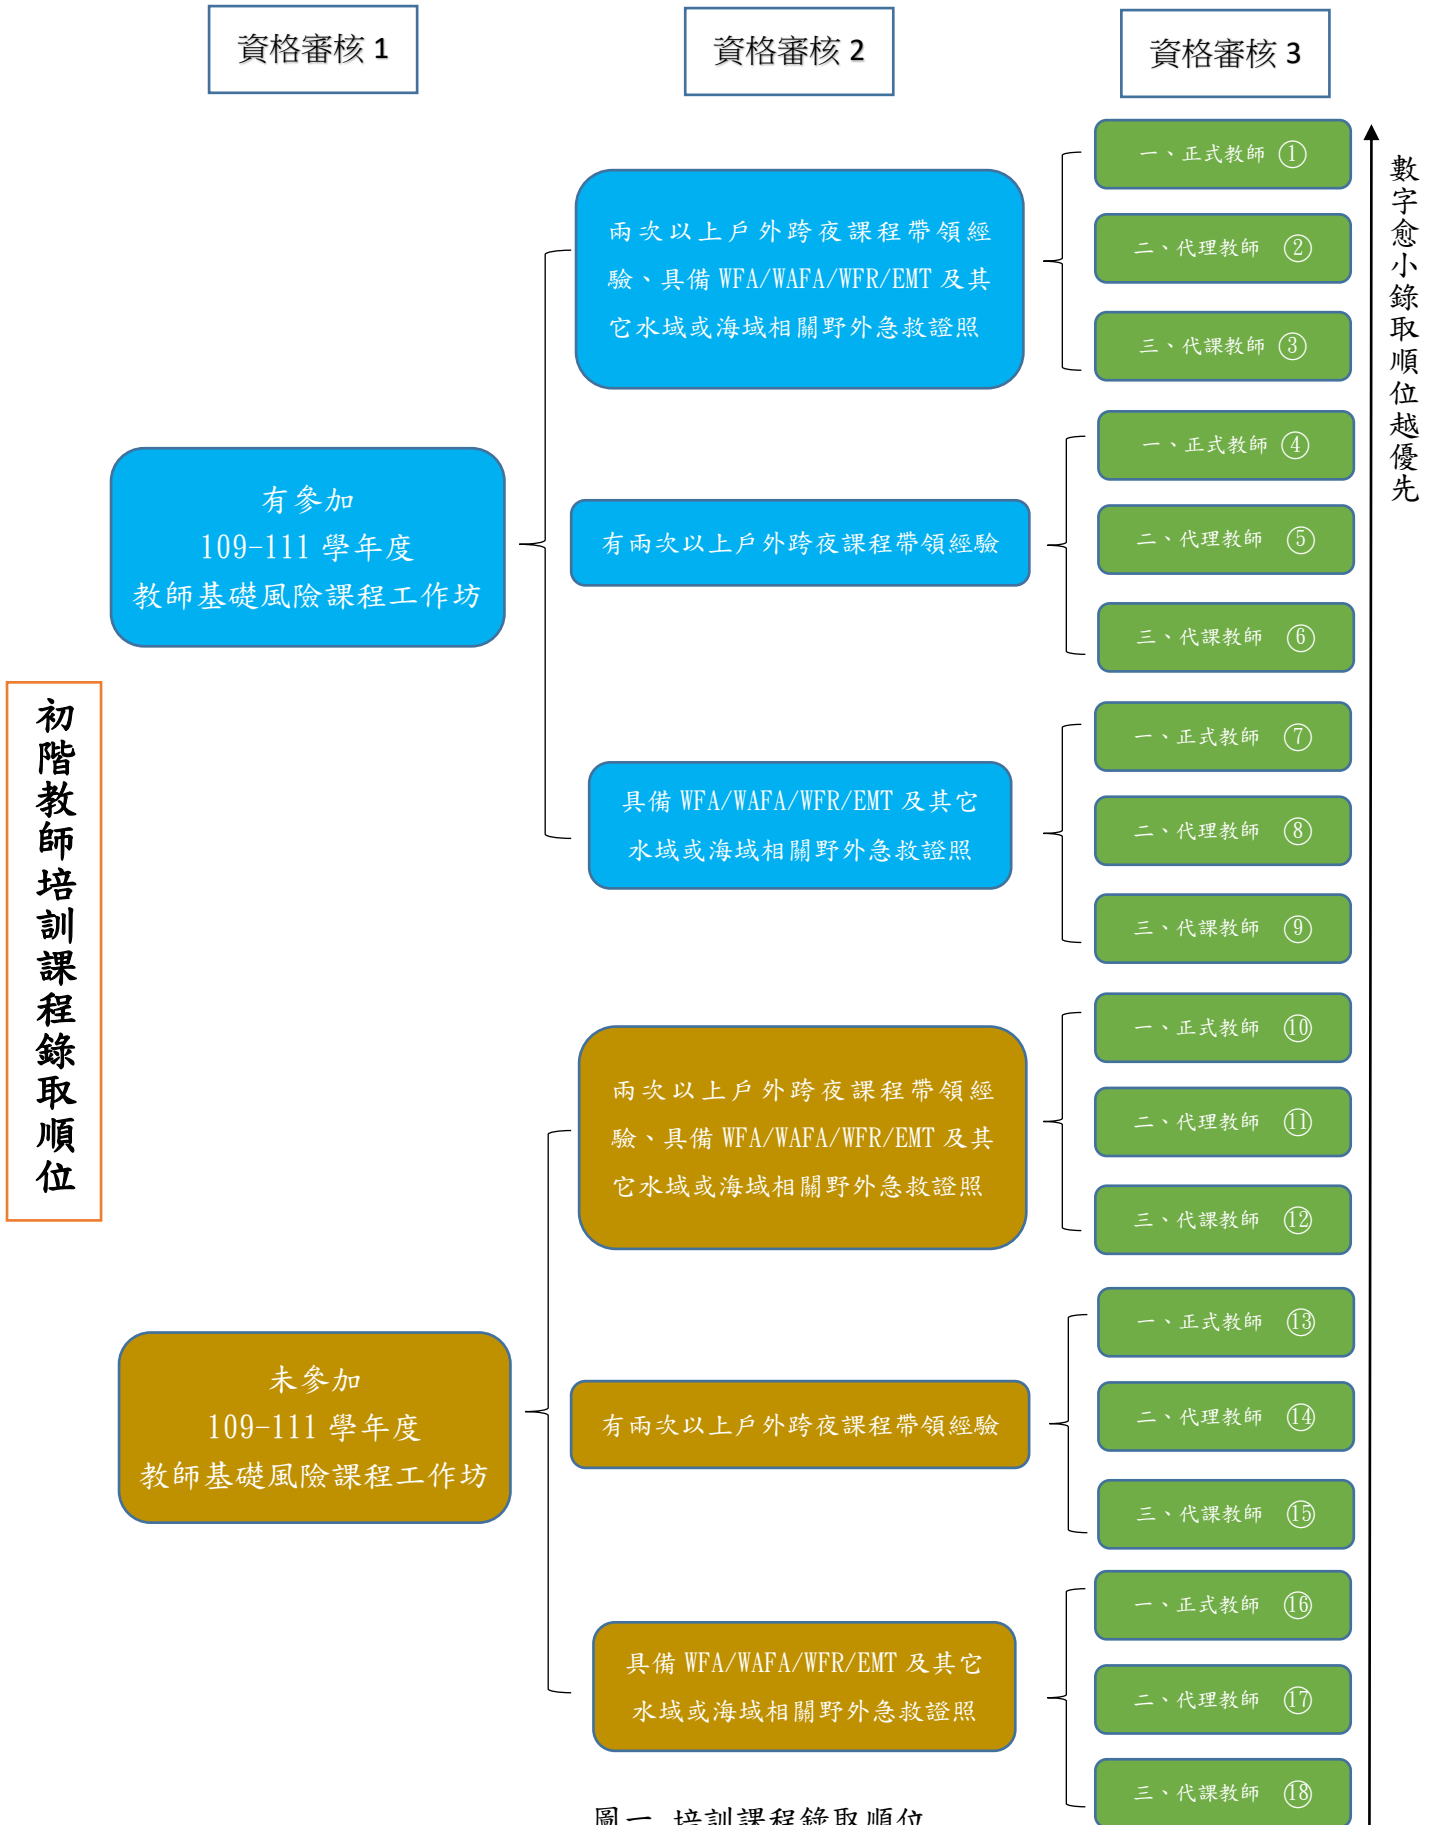 資格審核 1
資格審核 2
資格審核 3
數字愈小錄取順位越優先
初階教師培訓課程錄取順位
有參加
109-111 學年度
教師基礎風險課程工作坊
兩次以上戶外跨夜課程帶領經
驗、具備 WFA/WAFA/WFR/EMT 及其
它水域或海域相關野外急救證照
一、正式教師 ①
二、代理教師 ②
三、代課教師 ③
有兩次以上戶外跨夜課程帶領經驗
一、正式教師 ④
二、代理教師 ⑤
三、代課教師 ⑥
具備 WFA/WAFA/WFR/EMT 及其它
水域或海域相關野外急救證照
一、正式教師 ⑦
二、代理教師 ⑧
三、代課教師 ⑨
未參加
109-111 學年度
教師基礎風險課程工作坊
兩次以上戶外跨夜課程帶領經
驗、具備 WFA/WAFA/WFR/EMT 及其
它水域或海域相關野外急救證照
一、正式教師 ⑩
二、代理教師 ⑪
三、代課教師 ⑫
有兩次以上戶外跨夜課程帶領經驗
一、正式教師 ⑬
二、代理教師 ⑭
三、代課教師 ⑮
具備 WFA/WAFA/WFR/EMT 及其它
水域或海域相關野外急救證照
一、正式教師 ⑯
二、代理教師 ⑰
三、代課教師 ⑱
圖一 培訓課程錄取順位